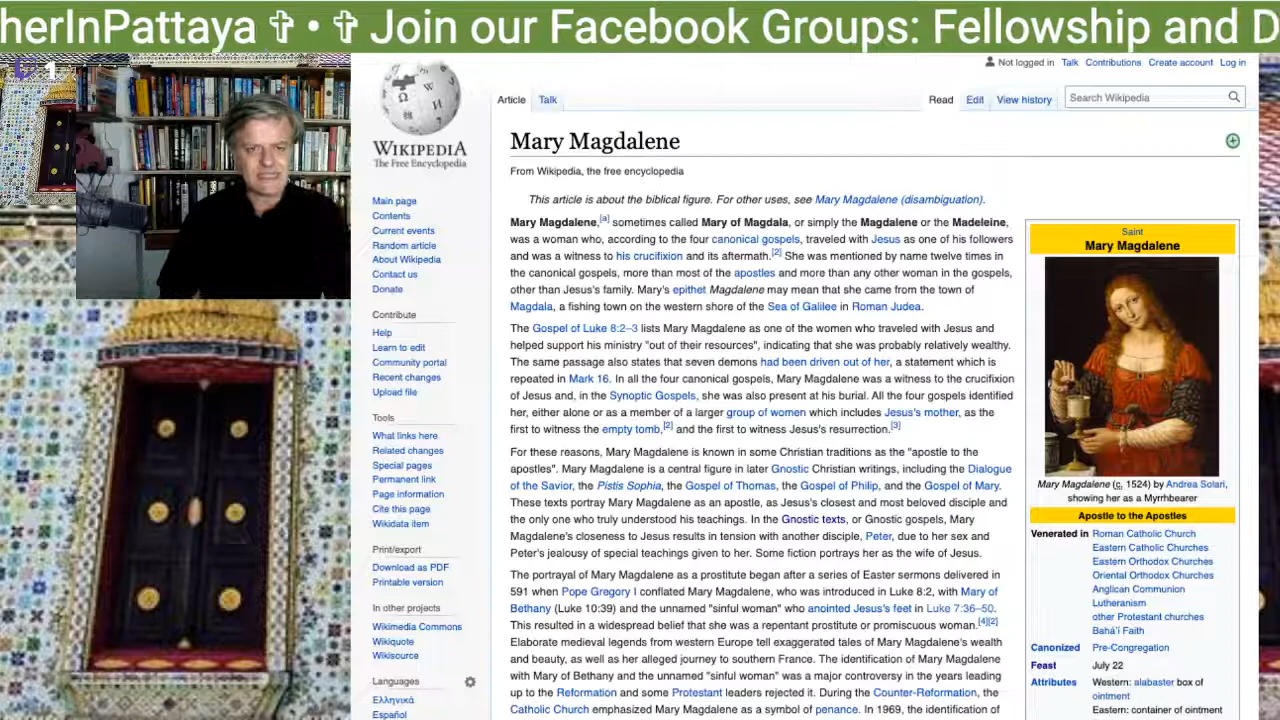 herInPattaya ✞ • ✞ Join our Facebook Groups: Fellowship and D
1
Not logged in Talk Contributions Create account Log in
Article Talk
Read Edit View history
Search Wikipedia
WIKIPEDIA
The Free Encyclopedia
Main page
Contents
Current events
Random article
About Wikipedia
Contact us
Donate
Contribute
Help
Learn to edit
Community portal
Recent changes
Upload file
Tools
What links here
Related changes
Special pages
Permanent link
Page information
Cite this page
Wikidata item
Print/export
Download as PDF
Printable version
In other projects
Wikimedia Commons
Wikiquote
Wikisource
Languages
Ελληνικά
Español
Mary Magdalene
From Wikipedia, the free encyclopedia
This article is about the biblical figure. For other uses, see Mary Magdalene (disambiguation).
Mary Magdalene,[a] sometimes called Mary of Magdala, or simply the Magdalene or the Madeleine,
was a woman who, according to the four canonical gospels, traveled with Jesus as one of his followers
and was a witness to his crucifixion and its aftermath.[2] She was mentioned by name twelve times in
the canonical gospels, more than most of the apostles and more than any other woman in the gospels,
other than Jesus's family. Mary's epithet Magdalene may mean that she came from the town of
Magdala, a fishing town on the western shore of the Sea of Galilee in Roman Judea.
The Gospel of Luke 8:2–3 lists Mary Magdalene as one of the women who traveled with Jesus and
helped support his ministry "out of their resources", indicating that she was probably relatively wealthy.
The same passage also states that seven demons had been driven out of her, a statement which is
repeated in Mark 16. In all the four canonical gospels, Mary Magdalene was a witness to the crucifixion
of Jesus and, in the Synoptic Gospels, she was also present at his burial. All the four gospels identified
her, either alone or as a member of a larger group of women which includes Jesus's mother, as the
first to witness the empty tomb,[2] and the first to witness Jesus's resurrection.[3]
For these reasons, Mary Magdalene is known in some Christian traditions as the "apostle to the
apostles". Mary Magdalene is a central figure in later Gnostic Christian writings, including the Dialogue
of the Savior, the Pistis Sophia, the Gospel of Thomas, the Gospel of Philip, and the Gospel of Mary.
These texts portray Mary Magdalene as an apostle, as Jesus's closest and most beloved disciple and
the only one who truly understood his teachings. In the Gnostic texts, or Gnostic gospels, Mary
Magdalene's closeness to Jesus results in tension with another disciple, Peter, due to her sex and
Peter's jealousy of special teachings given to her. Some fiction portrays her as the wife of Jesus.
The portrayal of Mary Magdalene as a prostitute began after a series of Easter sermons delivered in
591 when Pope Gregory I conflated Mary Magdalene, who was introduced in Luke 8:2, with Mary of
Bethany (Luke 10:39) and the unnamed "sinful woman" who anointed Jesus's feet in Luke 7:36–50.
This resulted in a widespread belief that she was a repentant prostitute or promiscuous woman.[4][2]
Elaborate medieval legends from western Europe tell exaggerated tales of Mary Magdalene's wealth
and beauty, as well as her alleged journey to southern France. The identification of Mary Magdalene
with Mary of Bethany and the unnamed "sinful woman" was a major controversy in the years leading
up to the Reformation and some Protestant leaders rejected it. During the Counter-Reformation, the
Catholic Church emphasized Mary Magdalene as a symbol of penance. In 1969, the identification of
Saint
Mary Magdalene
Mary Magdalene (c. 1524) by Andrea Solari,
showing her as a Myrrhbearer
Apostle to the Apostles
Venerated in Roman Catholic Church
Eastern Catholic Churches
Eastern Orthodox Churches
Oriental Orthodox Churches
Anglican Communion
Lutheranism
other Protestant churches
Bahá'í Faith
Canonized Pre-Congregation
Feast July 22
Attributes Western: alabaster box of
ointment
Eastern: container of ointment